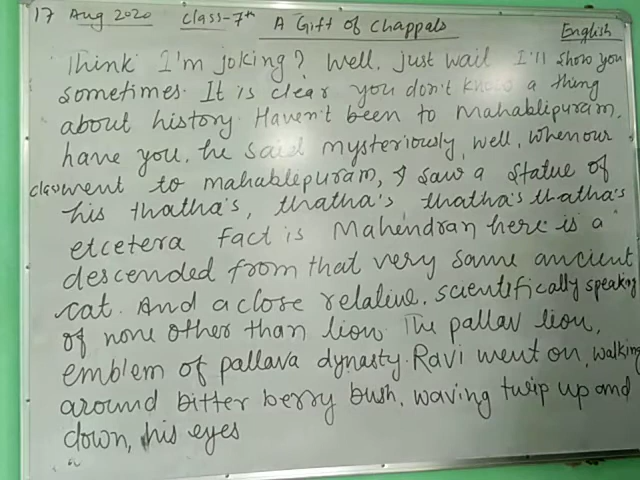 17 Aug 2020 Class-7th A Gift of Chappals English
Think I'm joking? Well, just wait I'll show you
sometimes. It is clear you don't know a thing
about history. Haven't been to Mahablipuram,
have you, he said mysteriously, well, when our
class went to mahablepuram, I saw a statue of
his thatha's, thatha's thatha's thatha's
etcetera Fact is Mahendran here is a
descended from that very same ancient
cat. And a close relative, scientifically speaking
of none other than lion. The pallav lion,
emblem of pallava dynasty. Ravi went on, walking
around bitter berry bush, waving twip up and
down, his eyes